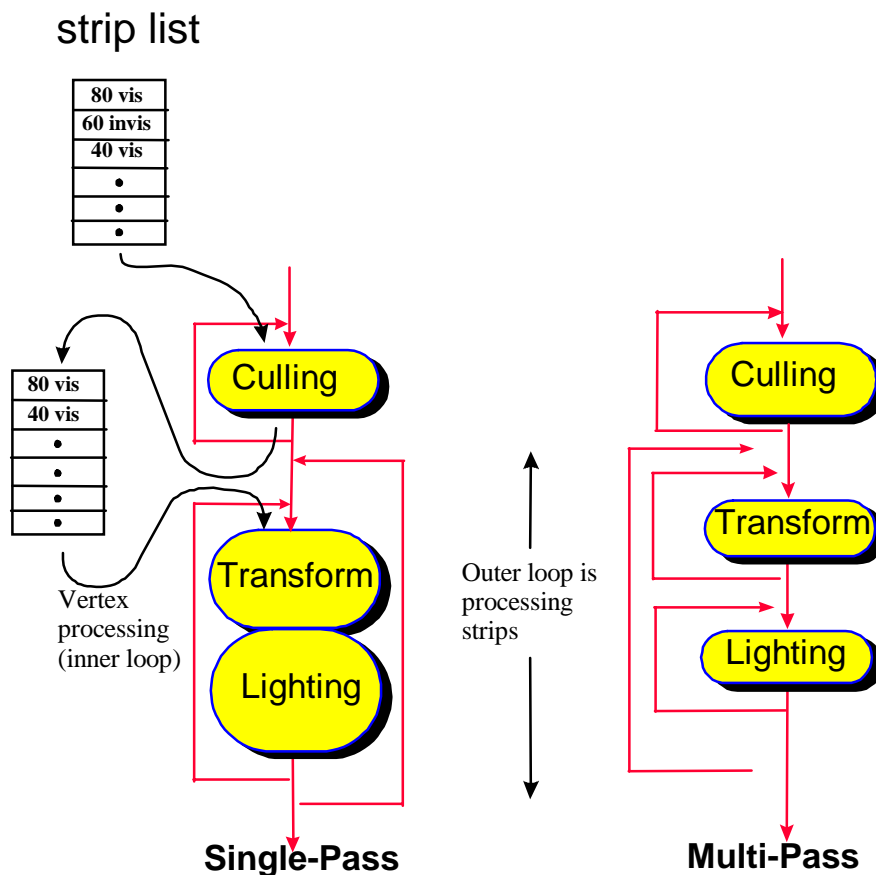 strip list
80 vis
60 invis
40 vis
80 vis
40 vis
Culling
Transform
Lighting
Vertex
processing
(inner loop)
Outer loop is
processing
strips
Culling
Transform
Lighting
Single-Pass
Multi-Pass